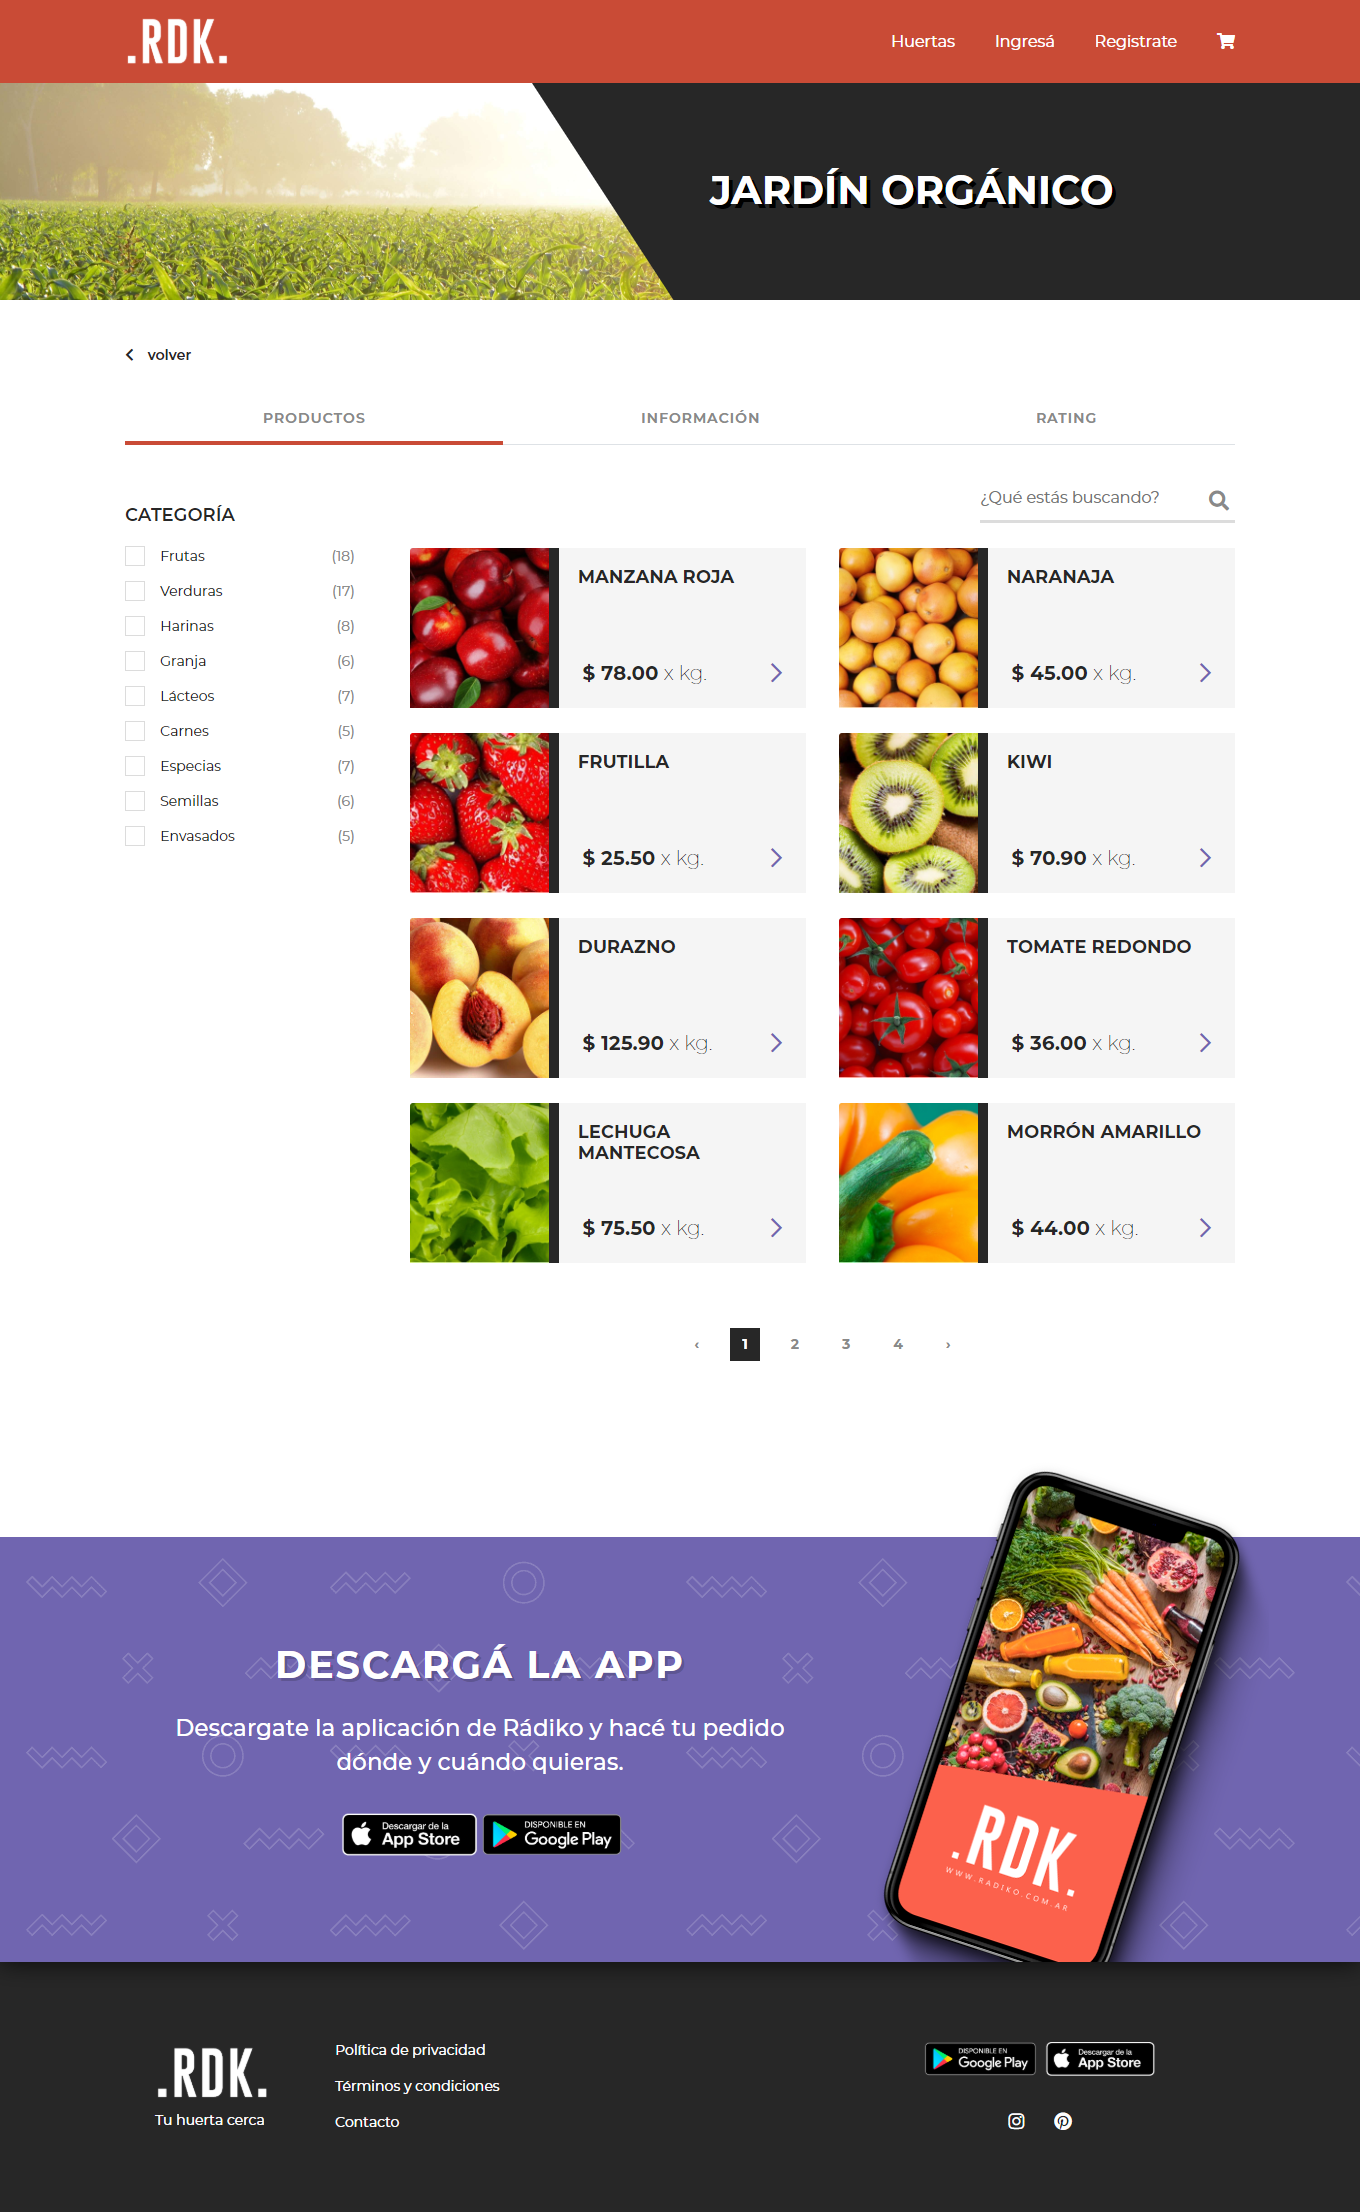 .RDK.
Huertas
Ingresá
Registrate
JARDÍN ORGÁNICO
volver
PRODUCTOS
INFORMACIÓN
RATING
¿Qué estás buscando?
CATEGORÍA
Frutas (18)
Verduras (17)
Harinas (8)
Granja (6)
Lácteos (7)
Carnes (5)
Especias (7)
Semillas (6)
Envasados (5)
MANZANA ROJA
$ 78.00 x kg.
NARANAJA
$ 45.00 x kg.
FRUTILLA
$ 25.50 x kg.
KIWI
$ 70.90 x kg.
DURAZNO
$ 125.90 x kg.
TOMATE REDONDO
$ 36.00 x kg.
LECHUGA
MANTECOSA
$ 75.50 x kg.
MORRÓN AMARILLO
$ 44.00 x kg.
‹ 1 2 3 4 ›
DESCARGÁ LA APP
Descargate la aplicación de Rádiko y hacé tu pedido
dónde y cuándo quieras.
Descargar de la
App Store
DISPONIBLE EN
Google Play
.RDK.
WWW.RADIKO.COM.AR
.RDK.
Tu huerta cerca
Política de privacidad
Términos y condiciones
Contacto
DISPONIBLE EN
Google Play
Descargar de la
App Store